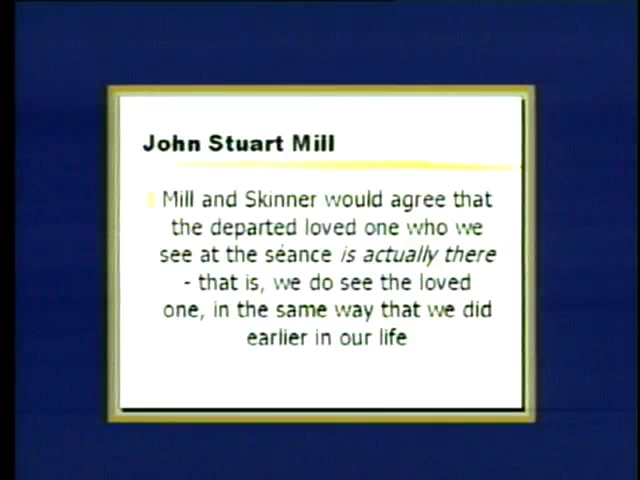 John Stuart Mill
Mill and Skinner would agree that
the departed loved one who we
see at the séance is actually there
- that is, we do see the loved
one, in the same way that we did
earlier in our life